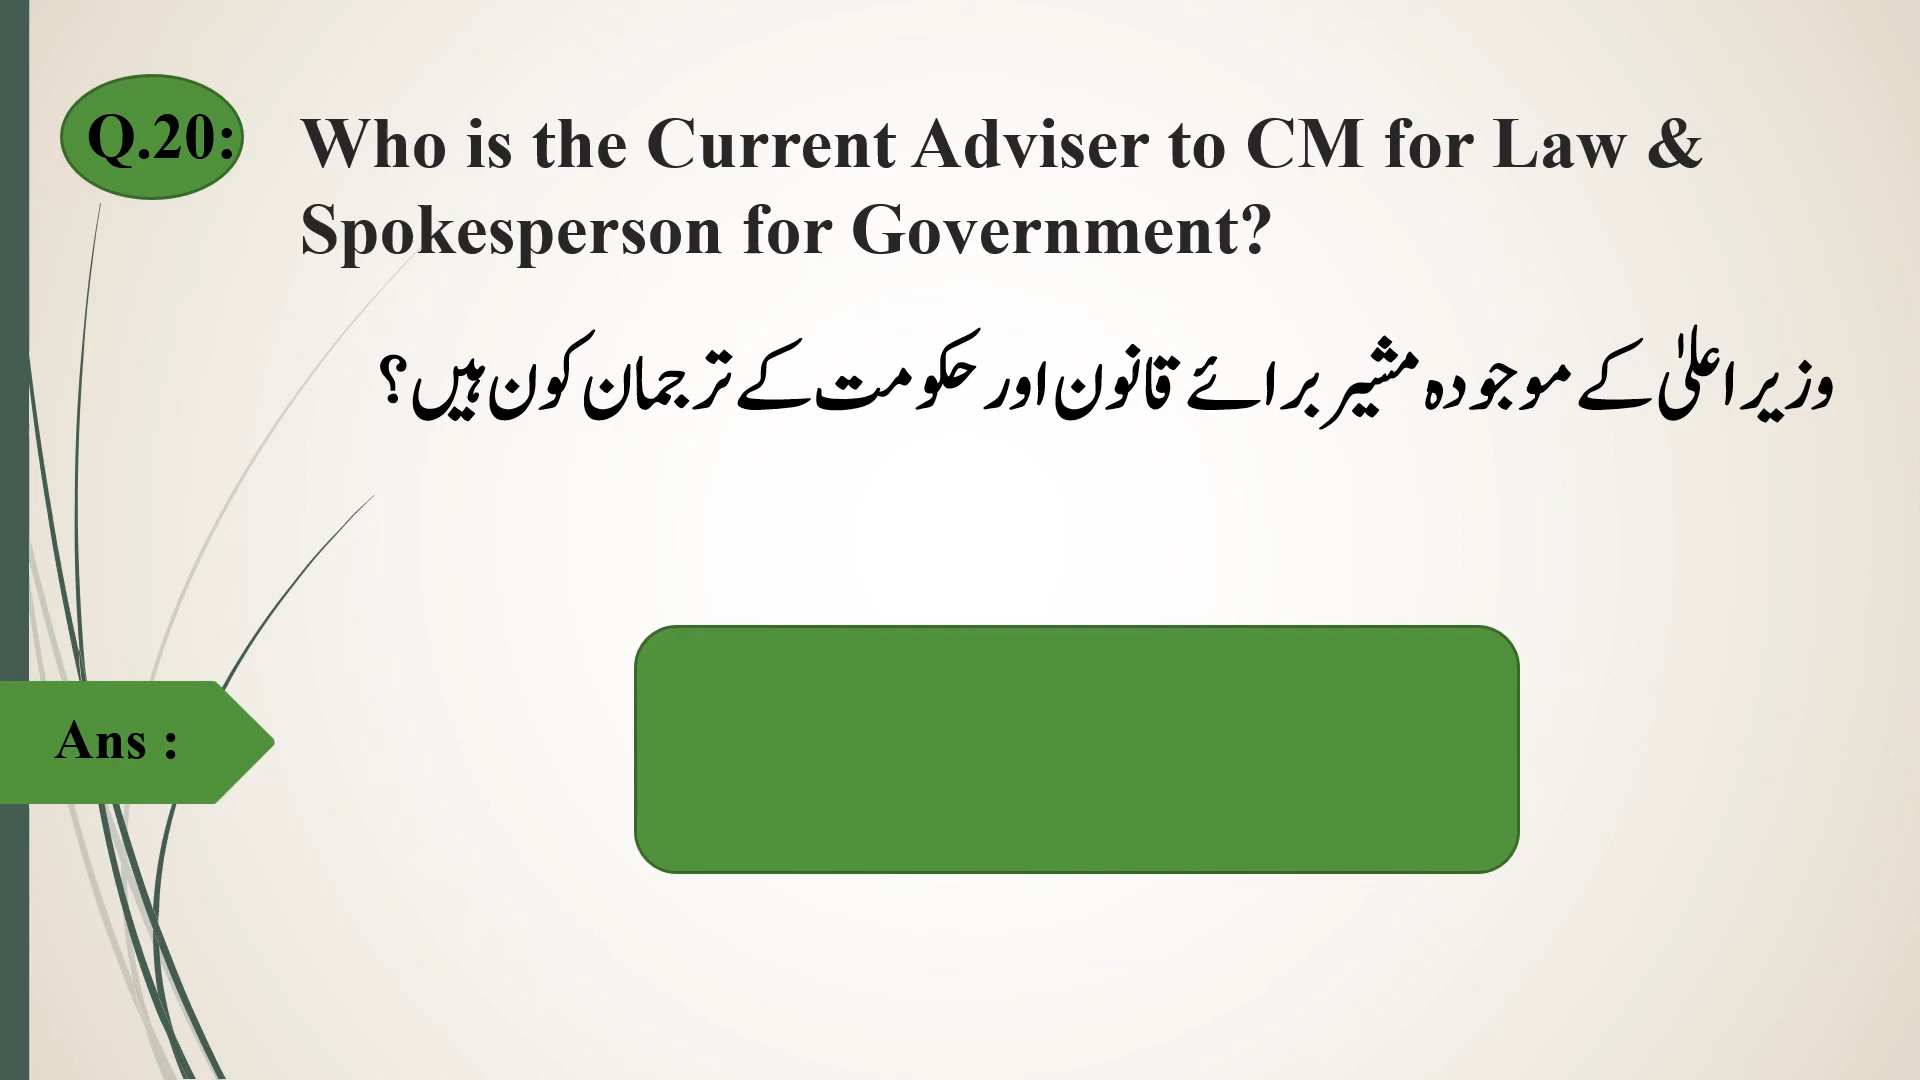 Q.20:
Who is the Current Adviser to CM for Law &
Spokesperson for Government?
وزیر اعلیٰ کے موجودہ مشیر برائے قانون اور حکومت کے ترجمان کون ہیں؟
Ans :